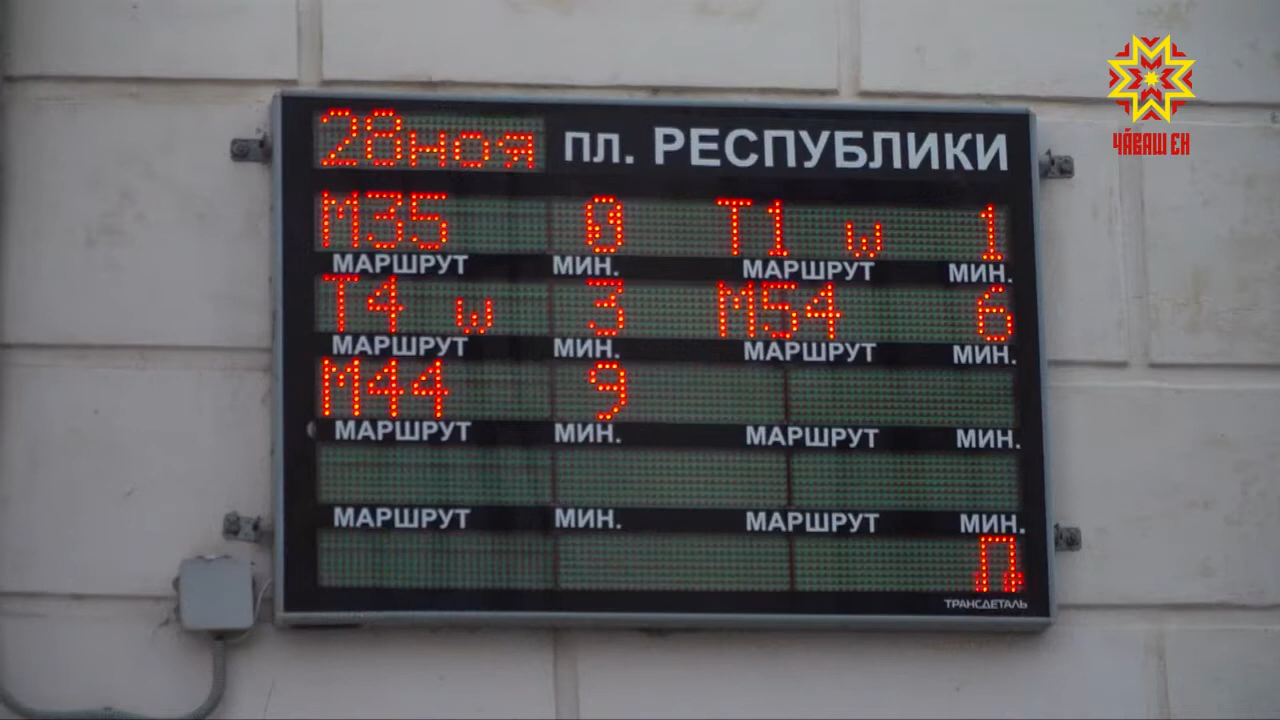 28ноя пл. РЕСПУБЛИКИ
ЧӐВАШ ЕН
М35 0 Т1 w 1
МАРШРУТ МИН. МАРШРУТ МИН.
Т4 w 3 М54 6
МАРШРУТ МИН. МАРШРУТ МИН.
М44 9
МАРШРУТ МИН. МАРШРУТ МИН.
МАРШРУТ МИН. МАРШРУТ МИН.
ТРАНСДЕТАЛЬ